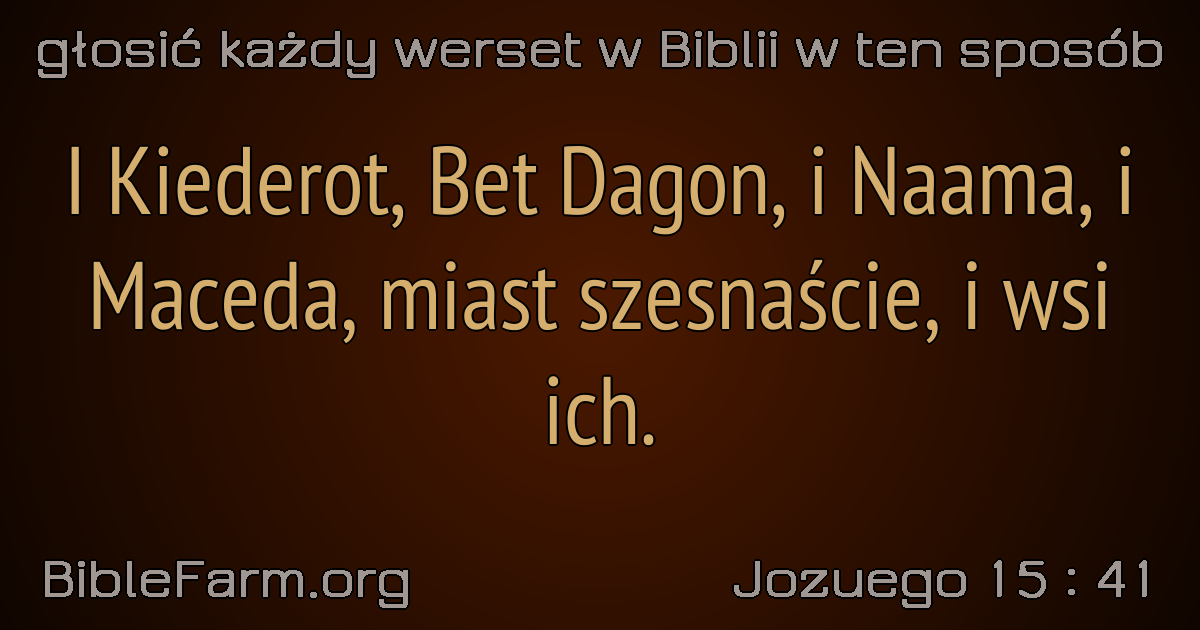 głosić każdy werset w Biblii w ten sposób
I Kiederot, Bet Dagon, i Naama, i
Maceda, miast szesnaście, i wsi
ich.
BibleFarm.org
Jozuego 15 : 41